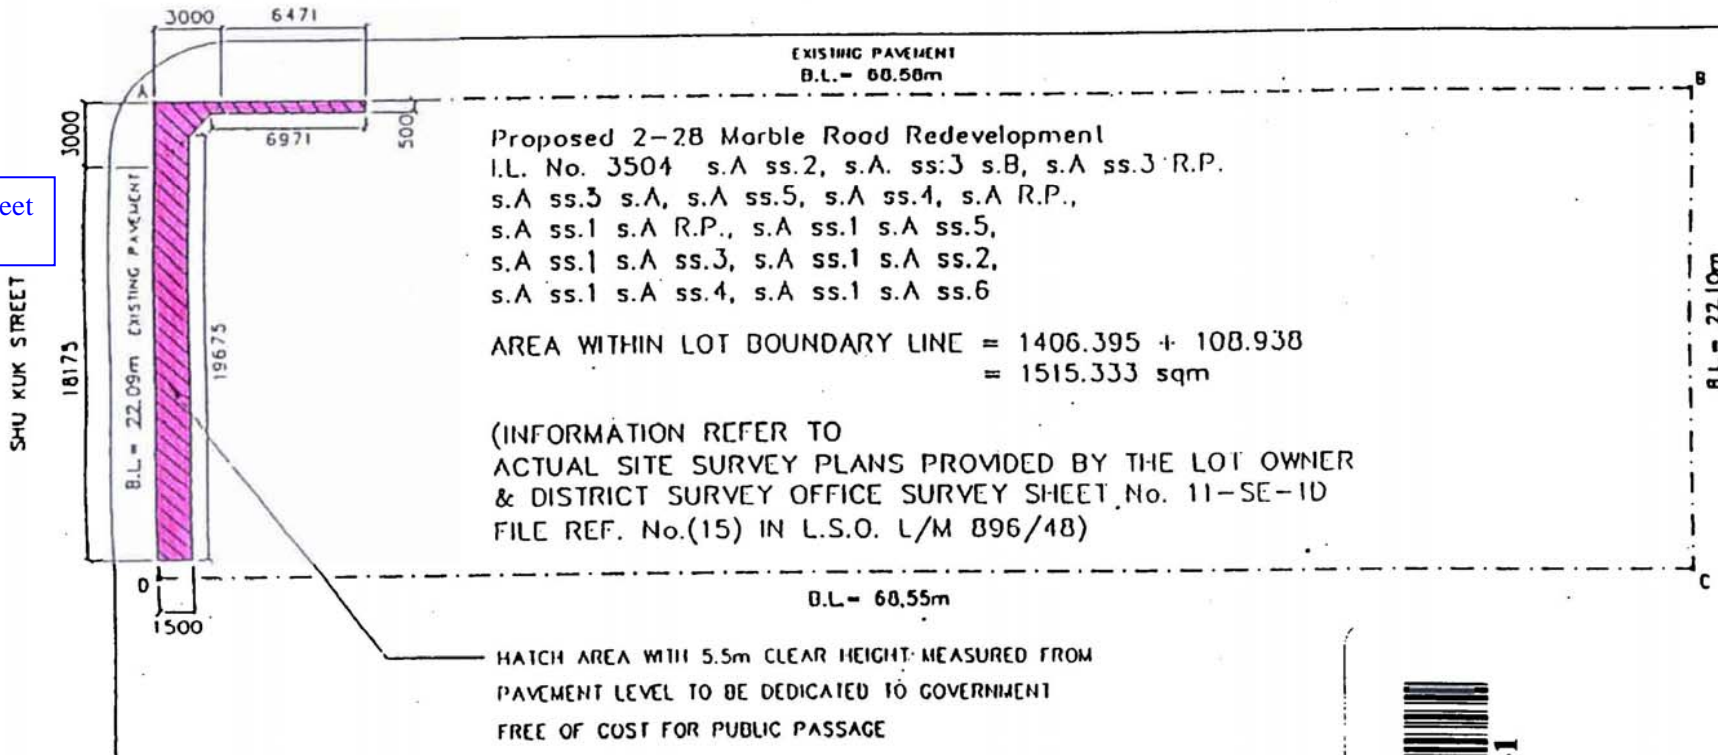 3000 6471
EXISTING PAVEMENT
B.L.= 68.58m
A
B
3000
500
6971
Proposed 2-28 Marble Road Redevelopment
I.L. No. 3504 s.A ss.2, s.A. ss:3 s.B, s.A ss.3 R.P.
s.A ss.3 s.A, s.A ss.5, s.A ss.4, s.A R.P.,
s.A ss.1 s.A R.P., s.A ss.1 s.A ss.5,
s.A ss.1 s.A ss.3, s.A ss.1 s.A ss.2,
s.A ss.1 s.A ss.4, s.A ss.1 s.A ss.6
eet
SHU KUK STREET
18175
B.L.= 22.09m EXISTING PAVEMENT
19675
B.L = 22.10m
AREA WITHIN LOT BOUNDARY LINE = 1406.395 + 108.938
= 1515.333 sqm
(INFORMATION REFER TO
ACTUAL SITE SURVEY PLANS PROVIDED BY THE LOT OWNER
& DISTRICT SURVEY OFFICE SURVEY SHEET No. 11-SE-1D
FILE REF. No.(15) IN L.S.O. L/M 896/48)
D
C
B.L.= 68.55m
1500
HATCH AREA WITH 5.5m CLEAR HEIGHT MEASURED FROM
PAVEMENT LEVEL TO BE DEDICATED TO GOVERNMENT
FREE OF COST FOR PUBLIC PASSAGE